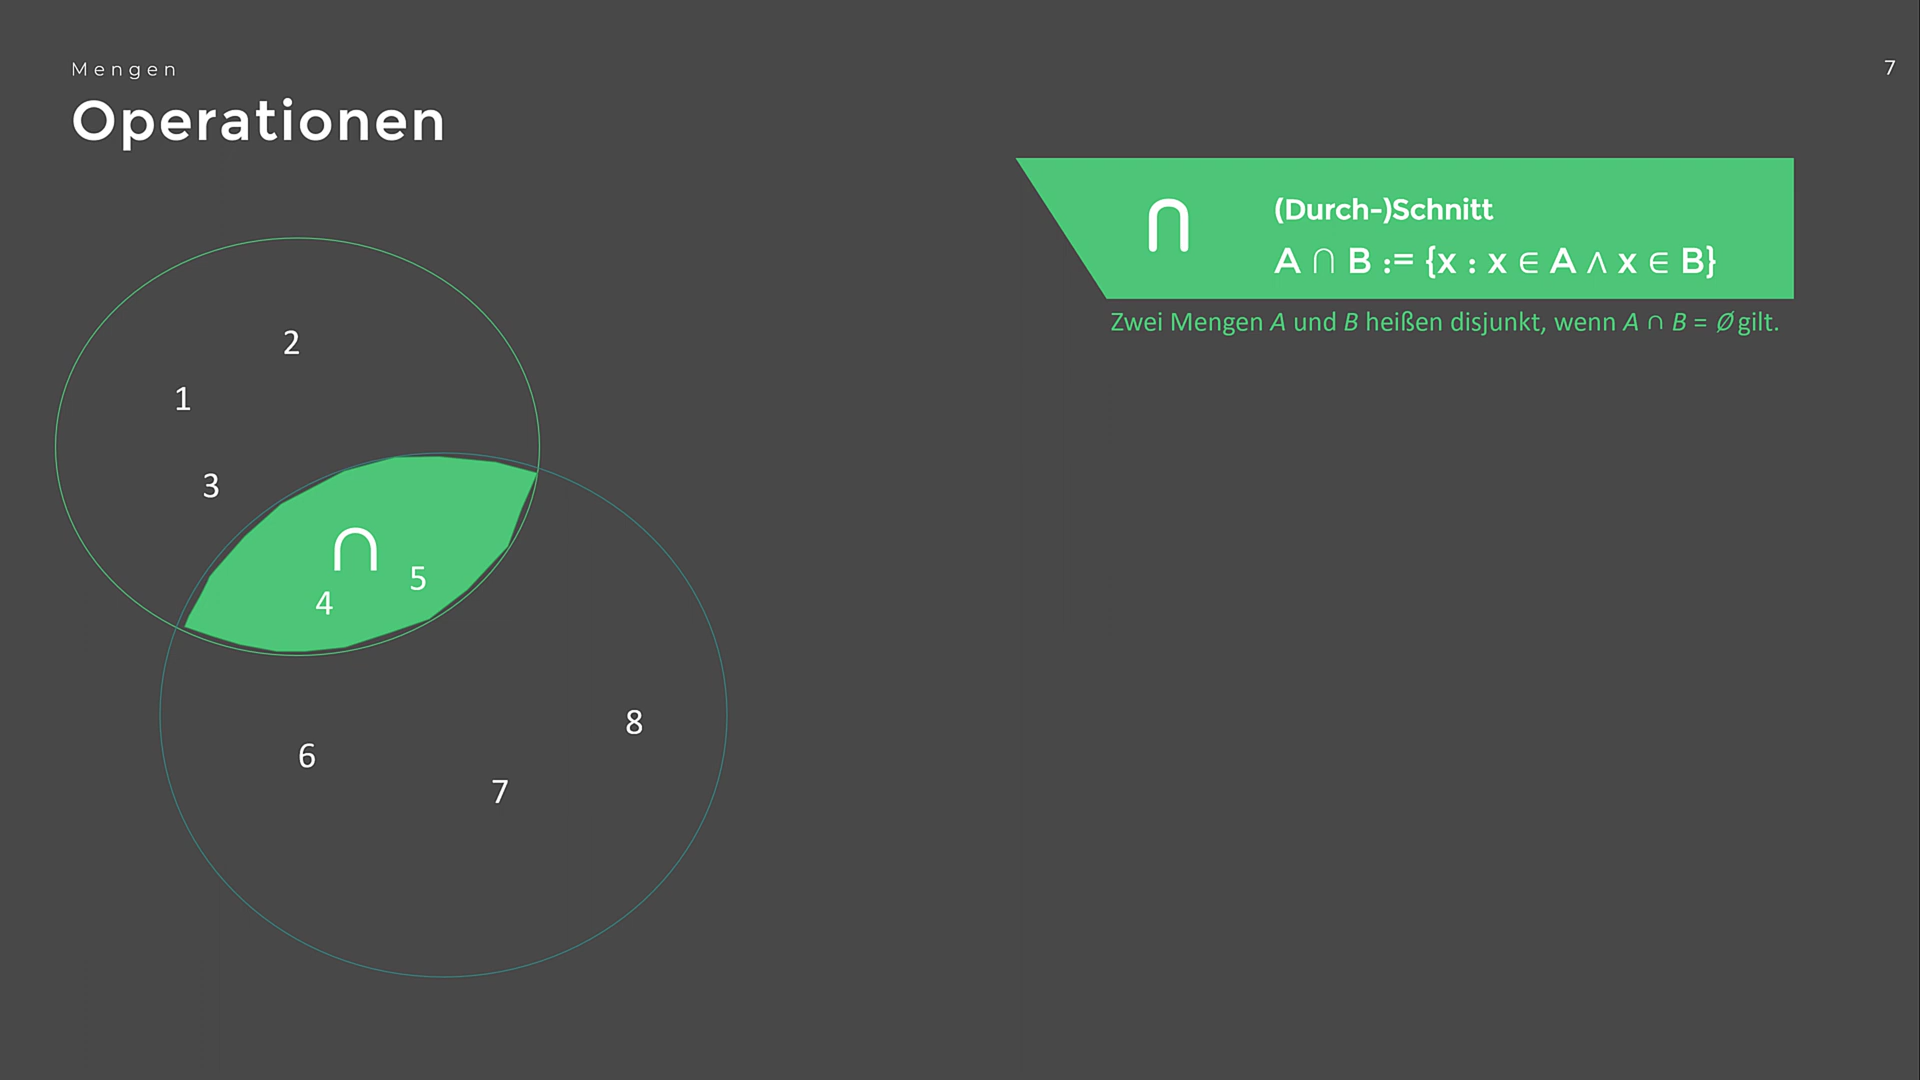 Mengen
7
Operationen
∩
(Durch-)Schnitt
A ∩ B := {x : x ∈ A ∧ x ∈ B}
Zwei Mengen A und B heißen disjunkt, wenn A ∩ B = Ø gilt.
2
1
3
∩
5
4
8
6
7